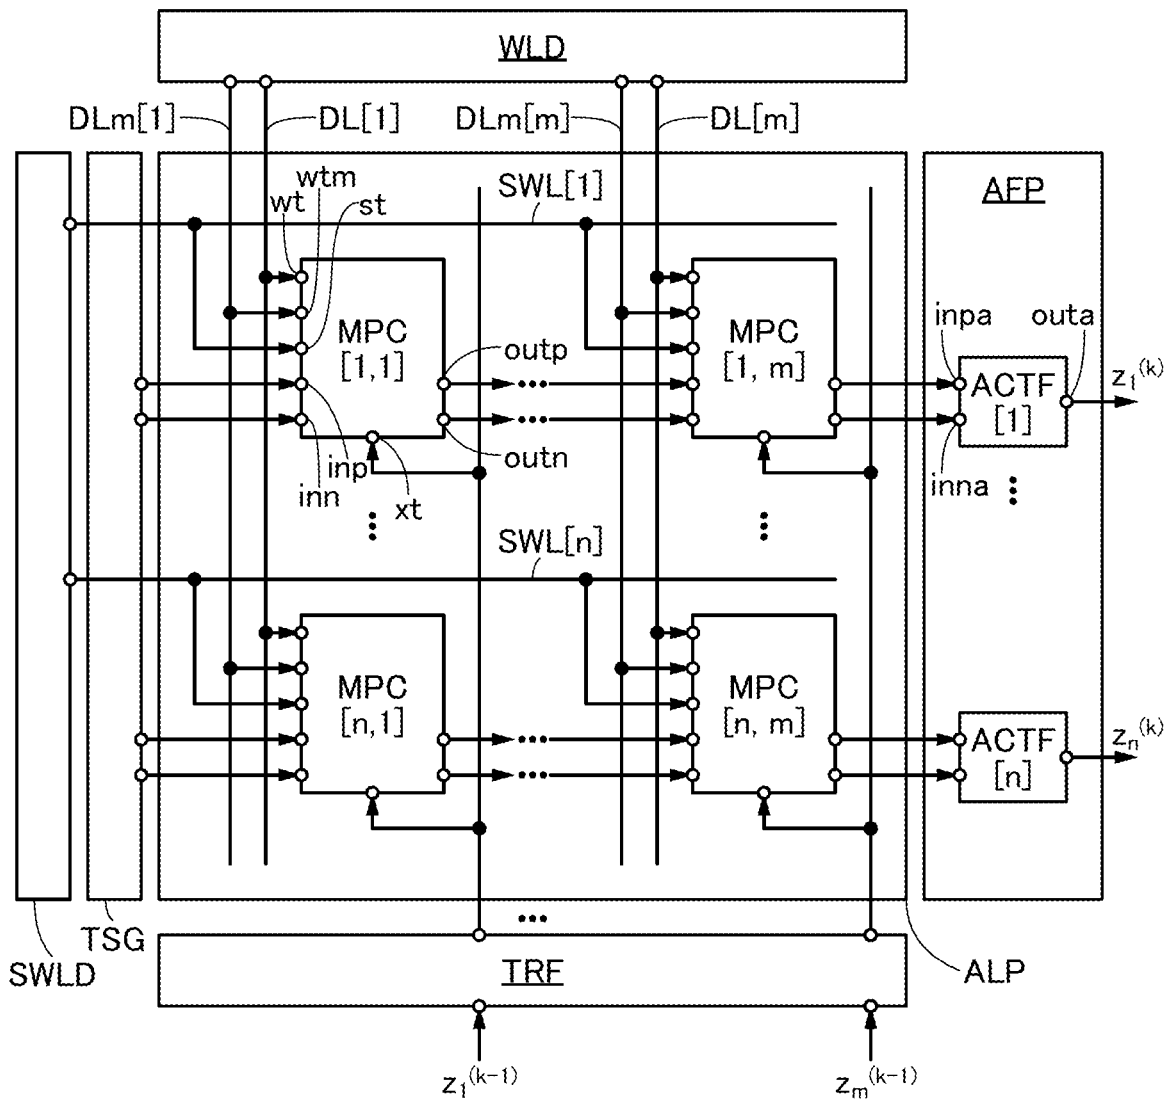 WLD
DLm[1] DL[1] DLm[m] DL[m]
wtm
wt st
SWL[1]
AFP
MPC
[1,1]
MPC
[1, m]
outp
outn
inpa outa
ACTF
[1]
z1(k)
inna
inp
inn
xt
SWL[n]
MPC
[n,1]
MPC
[n, m]
ACTF
[n]
zn(k)
TSG
SWLD
TRF
ALP
z1(k-1) zm(k-1)